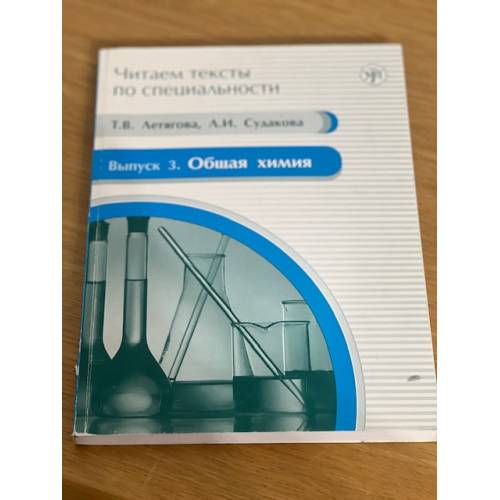 Читаем тексты
по специальности
Т.В. Летягова, Л.И. Судакова
Выпуск 3. Общая химия